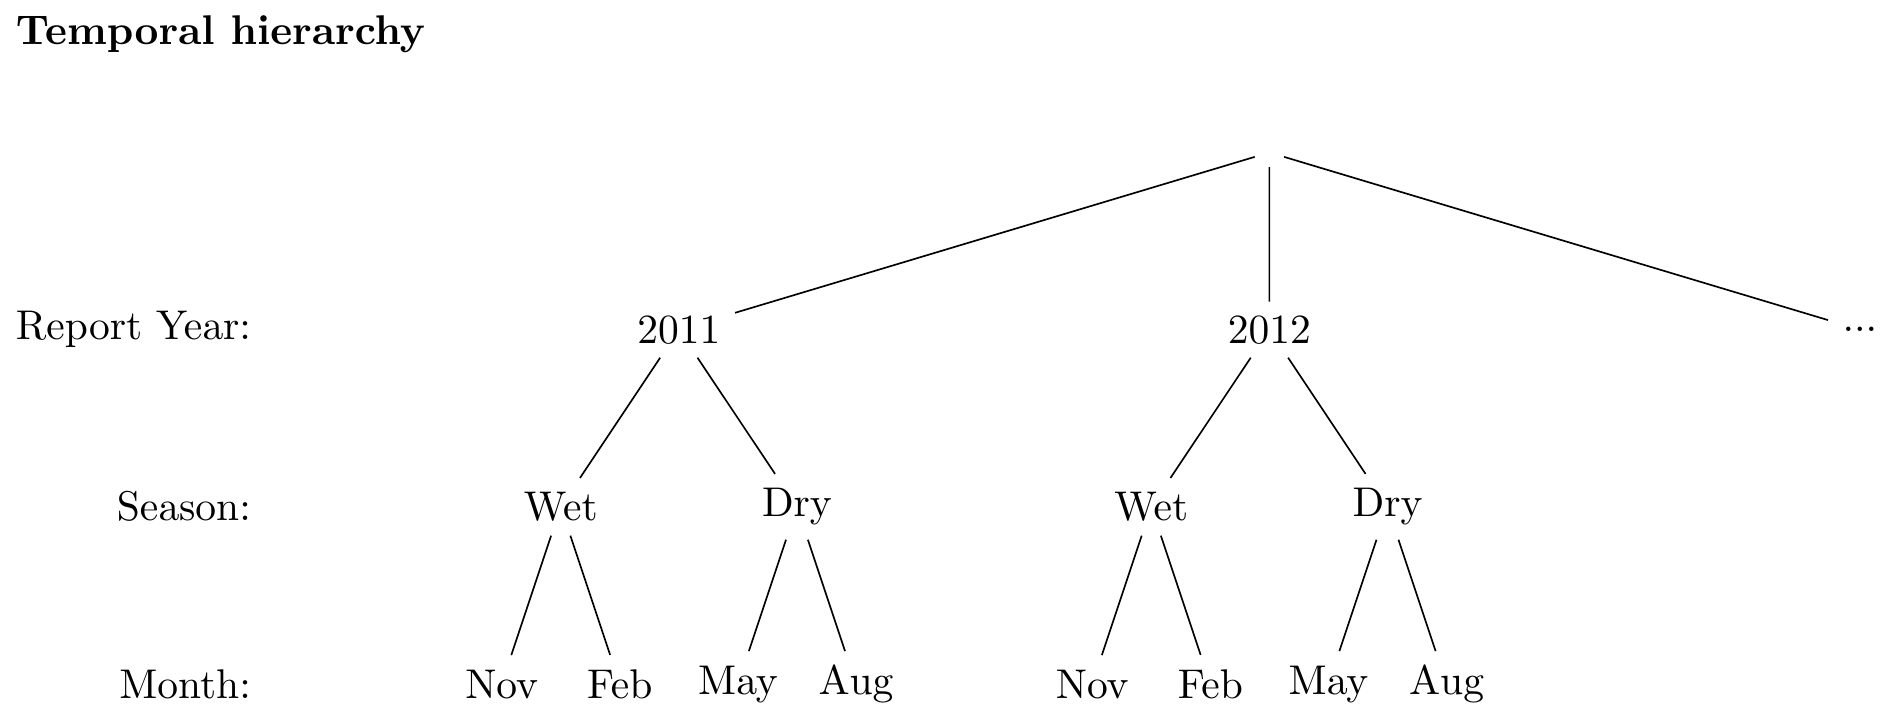 Temporal hierarchy
Report Year: 2011 2012 ...
Season: Wet Dry Wet Dry
Month: Nov Feb May Aug Nov Feb May Aug